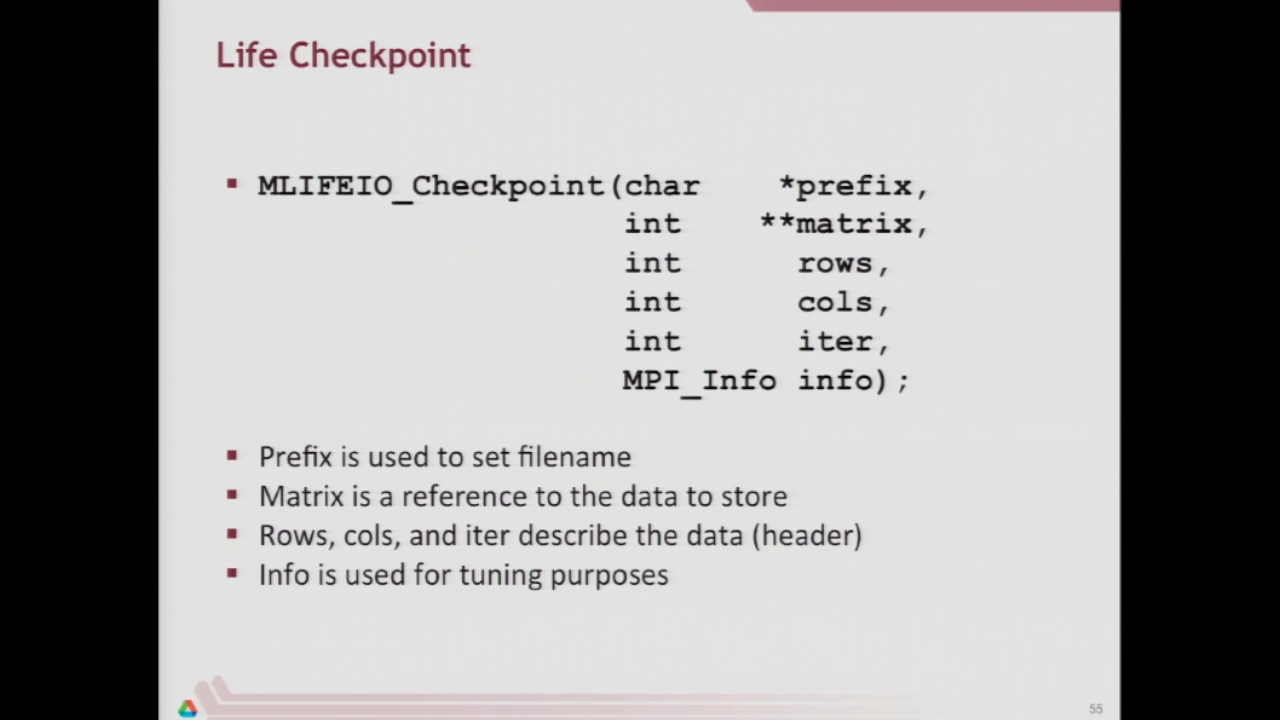 Life Checkpoint
▪ MLIFEIO_Checkpoint(char    *prefix,
int    **matrix,
int      rows,
int      cols,
int      iter,
MPI_Info info);
▪ Prefix is used to set filename
▪ Matrix is a reference to the data to store
▪ Rows, cols, and iter describe the data (header)
▪ Info is used for tuning purposes
55